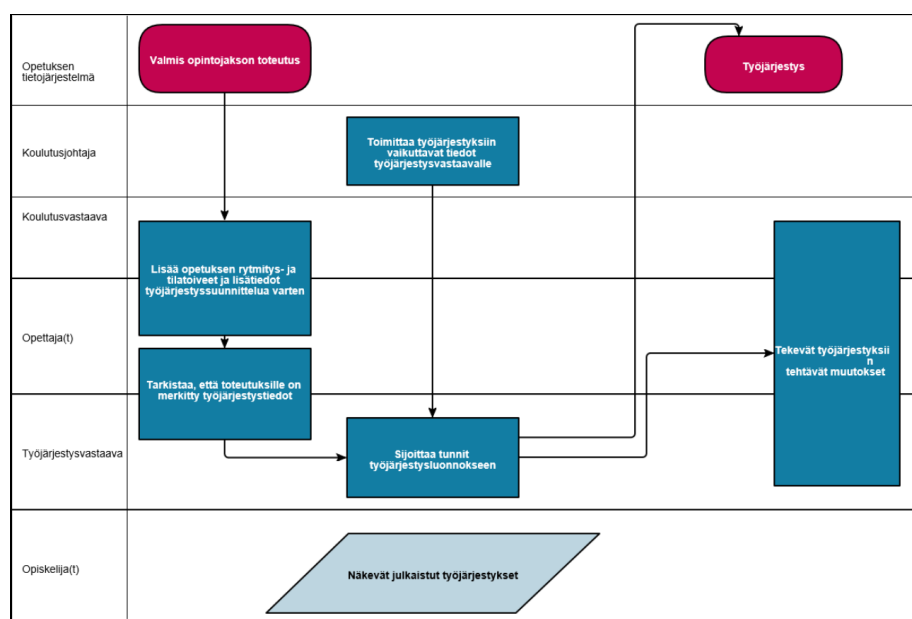 Opetuksen
tietojärjestelmä
Valmis opintojakson toteutus
Työjärjestys
Koulutusjohtaja
Toimittaa työjärjestyksiin
vaikuttavat tiedot
työjärjestysvastaavalle
Koulutusvastaava
Lisää opetuksen rytmitys- ja
tilatoiveet ja lisätiedot
työjärjestyssuunnittelua varten
Opettaja(t)
Tarkistaa, että toteutuksille on
merkitty työjärjestystiedot
Tekevät työjärjestyksii
n
tehtävät muutokset
Työjärjestysvastaava
Sijoittaa tunnit
työjärjestysluonnokseen
Opiskelija(t)
Näkevät julkaistut työjärjestykset